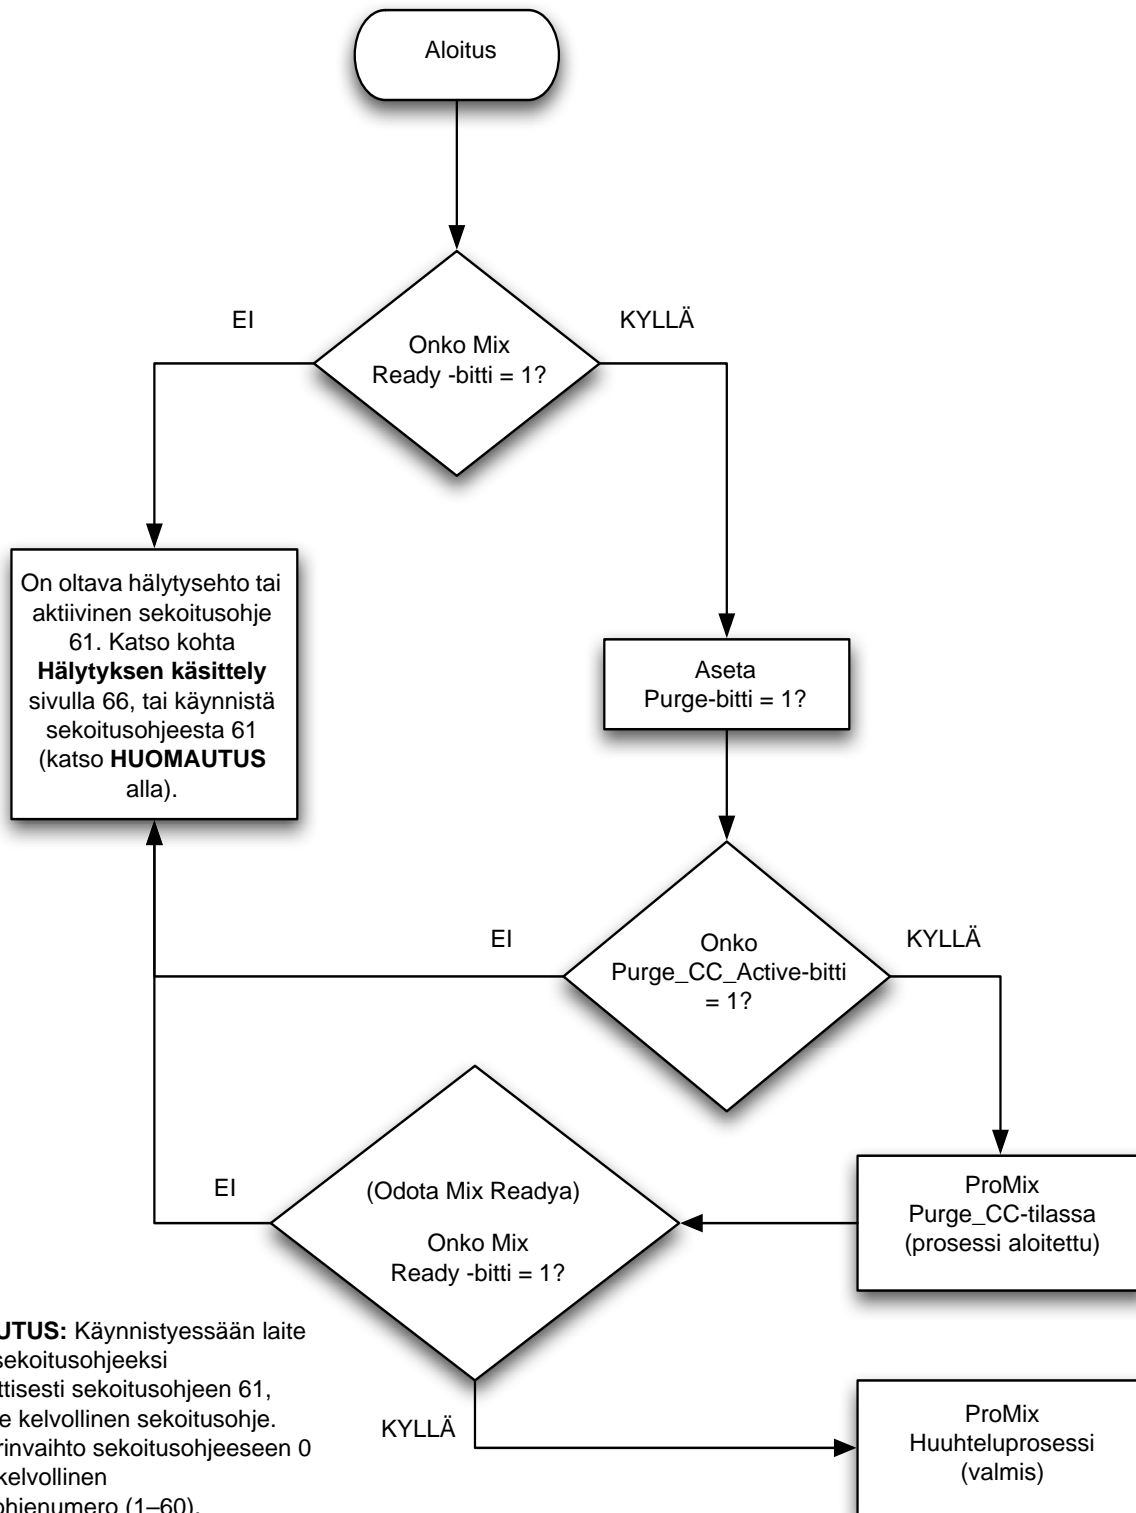 Aloitus
EI
KYLLÄ
Onko Mix
Ready -bitti = 1?
On oltava hälytysehto tai
aktiivinen sekoitusohje
61. Katso kohta
Hälytyksen käsittely
sivulla 66, tai käynnistä
sekoitusohjeesta 61
(katso HUOMAUTUS
alla).
Aseta
Purge-bitti = 1?
EI
KYLLÄ
Onko
Purge_CC_Active-bitti
= 1?
EI
(Odota Mix Readya)
Onko Mix
Ready -bitti = 1?
ProMix
Purge_CC-tilassa
(prosessi aloitettu)
UTUS: Käynnistyessään laite
sekoitusohjeeksi
ttisesti sekoitusohjeen 61,
e kelvollinen sekoitusohje.
rinvaihto sekoitusohjeeseen 0
kelvollinen
ohjenumero (1–60).
KYLLÄ
ProMix
Huuhteluprosessi
(valmis)